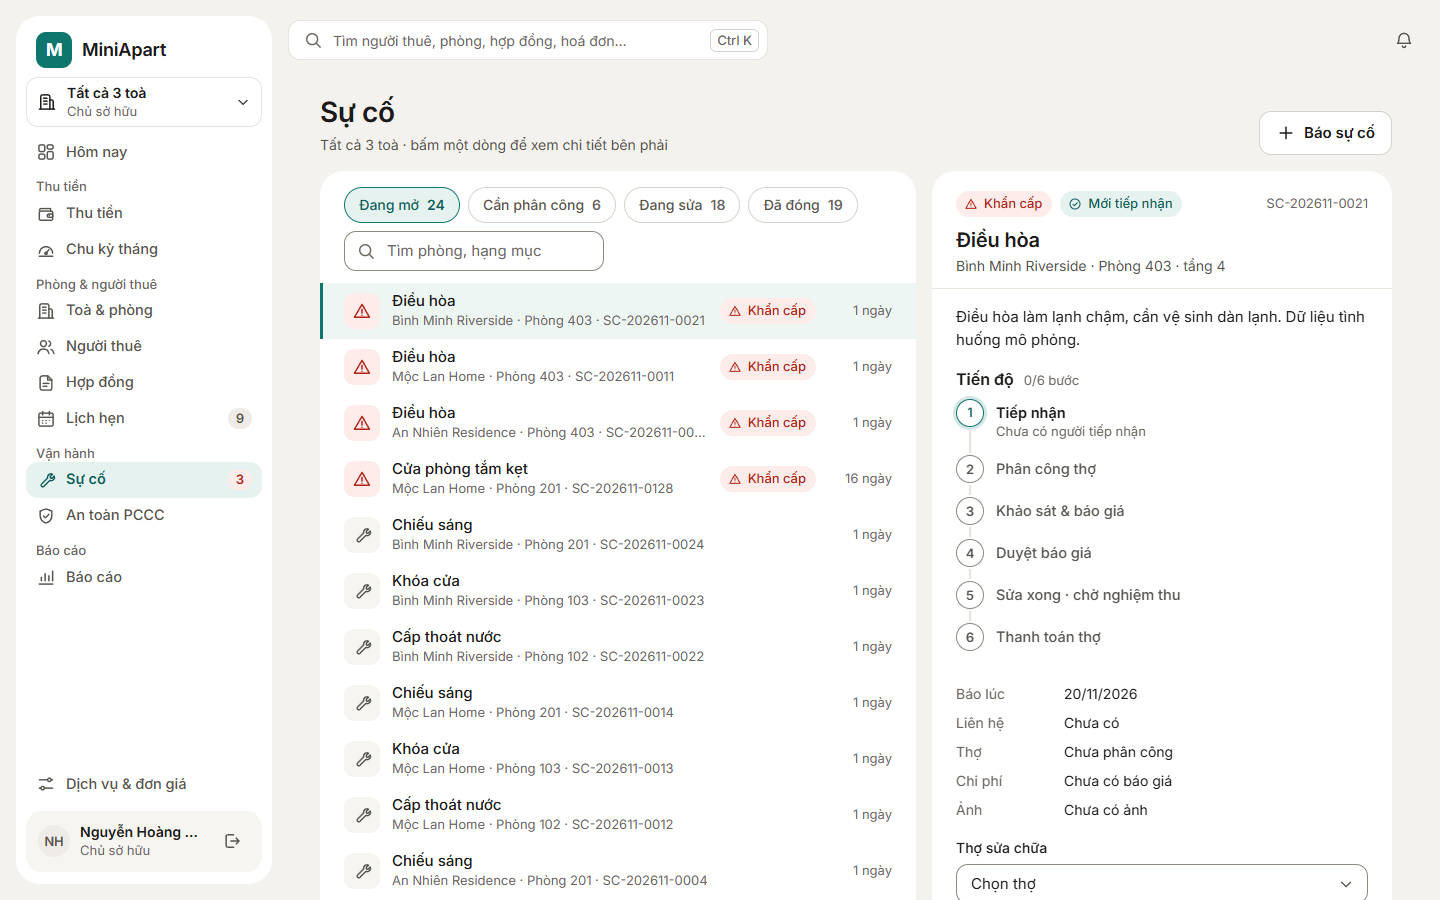 M MiniApart
Tất cả 3 toà
Chủ sở hữu
Hôm nay
Thu tiền
Thu tiền
Chu kỳ tháng
Phòng & người thuê
Toà & phòng
Người thuê
Hợp đồng
Lịch hẹn 9
Vận hành
Sự cố 3
An toàn PCCC
Báo cáo
Báo cáo
Dịch vụ & đơn giá
NH Nguyễn Hoàng ...
Chủ sở hữu
Tìm người thuê, phòng, hợp đồng, hoá đơn... Ctrl K
Sự cố
Tất cả 3 toà · bấm một dòng để xem chi tiết bên phải
Báo sự cố
Đang mở 24 Cần phân công 6 Đang sửa 18 Đã đóng 19
Tìm phòng, hạng mục
Điều hòa
Bình Minh Riverside · Phòng 403 · SC-202611-0021 Khẩn cấp 1 ngày
Điều hòa
Mộc Lan Home · Phòng 403 · SC-202611-0011 Khẩn cấp 1 ngày
Điều hòa
An Nhiên Residence · Phòng 403 · SC-202611-00... Khẩn cấp 1 ngày
Cửa phòng tắm kẹt
Mộc Lan Home · Phòng 201 · SC-202611-0128 Khẩn cấp 16 ngày
Chiếu sáng
Bình Minh Riverside · Phòng 201 · SC-202611-0024 1 ngày
Khóa cửa
Bình Minh Riverside · Phòng 103 · SC-202611-0023 1 ngày
Cấp thoát nước
Bình Minh Riverside · Phòng 102 · SC-202611-0022 1 ngày
Chiếu sáng
Mộc Lan Home · Phòng 201 · SC-202611-0014 1 ngày
Khóa cửa
Mộc Lan Home · Phòng 103 · SC-202611-0013 1 ngày
Cấp thoát nước
Mộc Lan Home · Phòng 102 · SC-202611-0012 1 ngày
Chiếu sáng
An Nhiên Residence · Phòng 201 · SC-202611-0004 1 ngày
Khẩn cấp Mới tiếp nhận SC-202611-0021
Điều hòa
Bình Minh Riverside · Phòng 403 · tầng 4
Điều hòa làm lạnh chậm, cần vệ sinh dàn lạnh. Dữ liệu tình
huống mô phỏng.
Tiến độ 0/6 bước
1 Tiếp nhận
Chưa có người tiếp nhận
2 Phân công thợ
3 Khảo sát & báo giá
4 Duyệt báo giá
5 Sửa xong · chờ nghiệm thu
6 Thanh toán thợ
Báo lúc 20/11/2026
Liên hệ Chưa có
Thợ Chưa phân công
Chi phí Chưa có báo giá
Ảnh Chưa có ảnh
Thợ sửa chữa
Chọn thợ